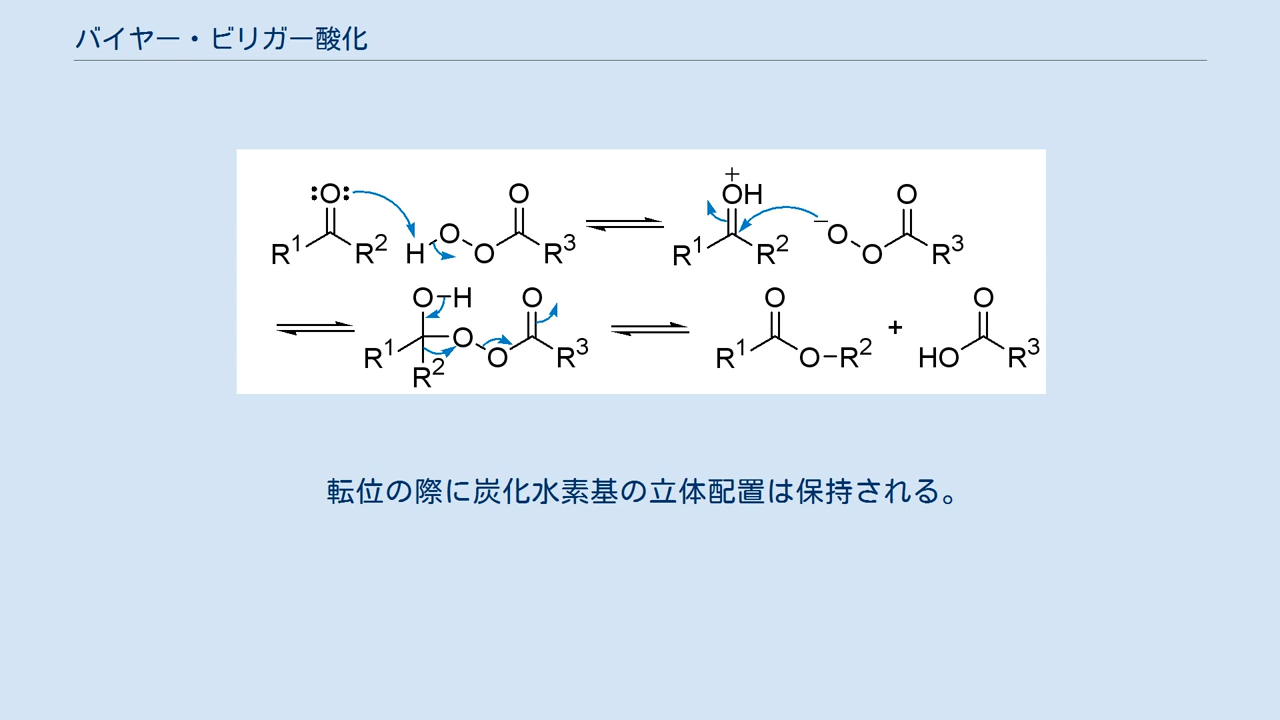 バイヤー・ビリガー酸化
:O: O + OH O
R1 R2 H O O R3 R1 R2 − O O R3
O−H O O O
R1 R2 O O R3 R1 O−R2 + HO R3
転位の際に炭化水素基の立体配置は保持される。